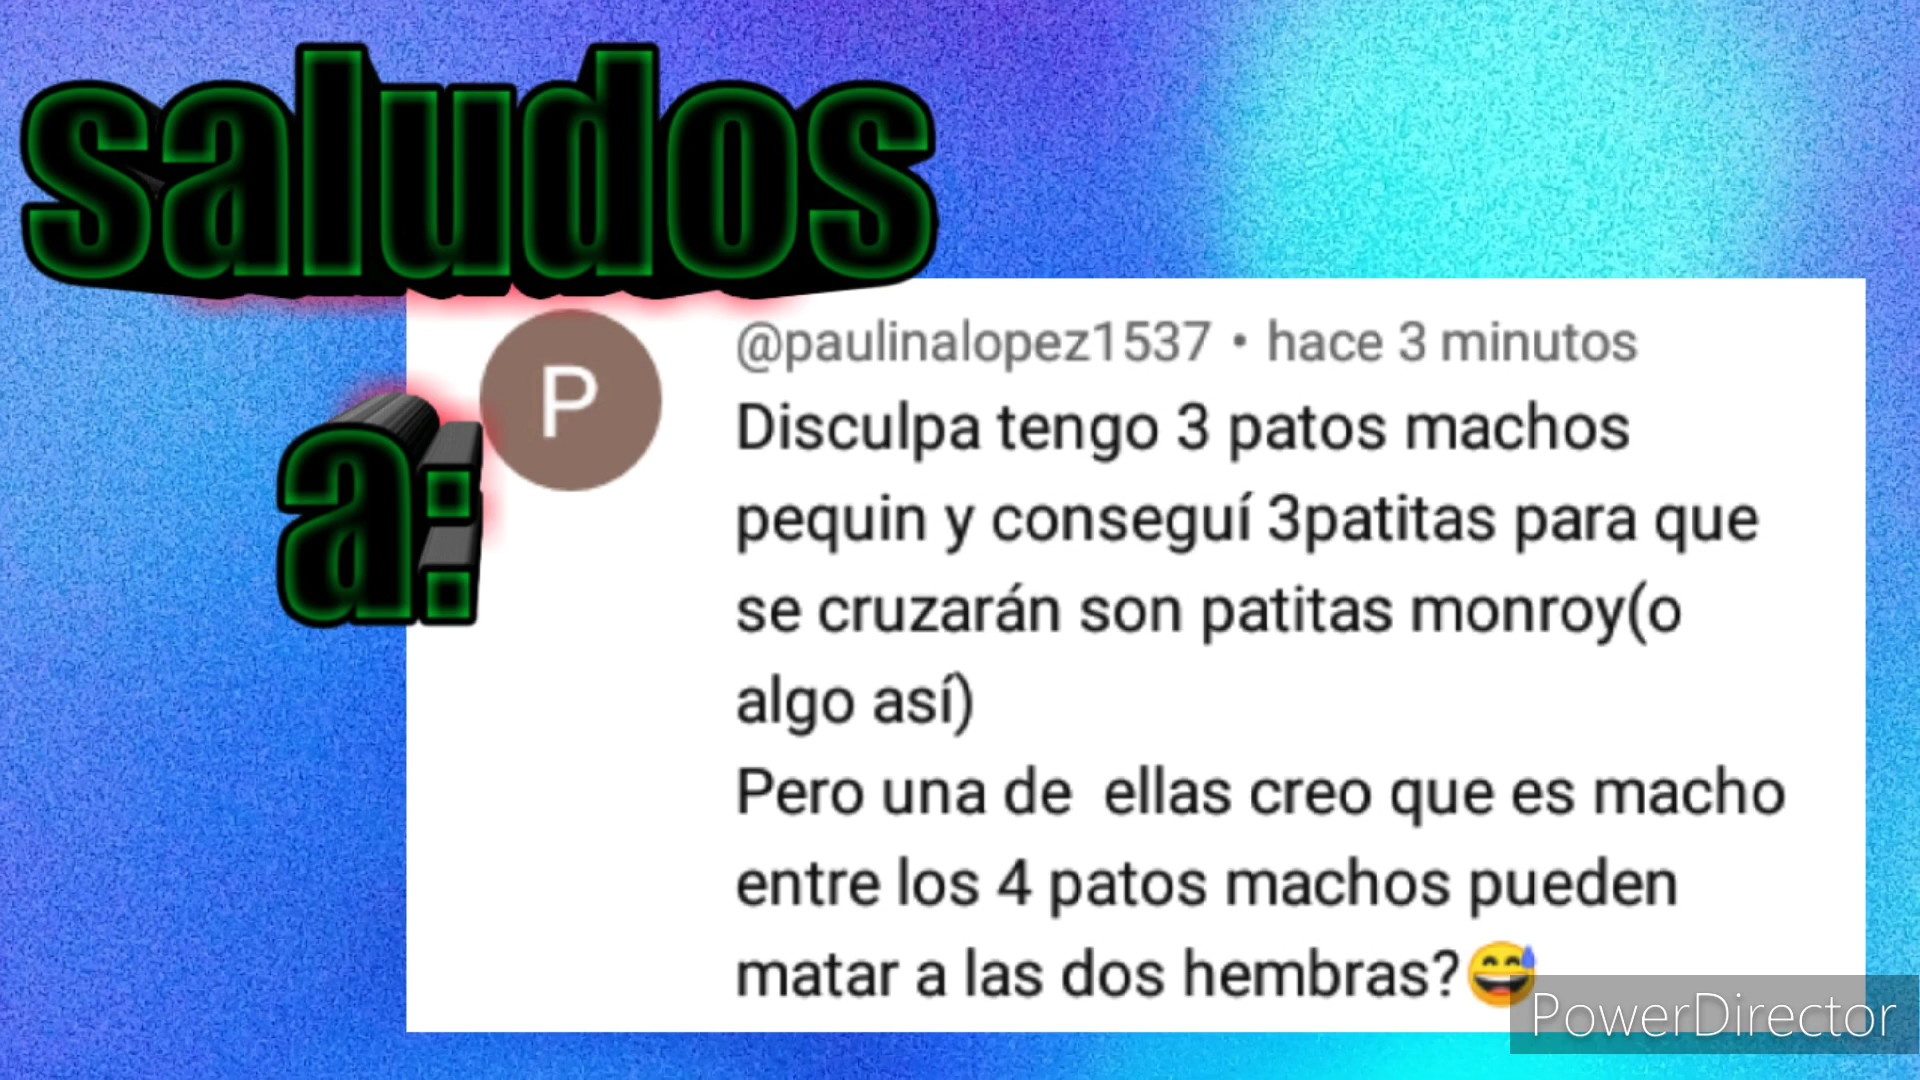 saludos
a:
P
@paulinalopez1537 • hace 3 minutos
Disculpa tengo 3 patos machos
pequin y conseguí 3patitas para que
se cruzarán son patitas monroy(o
algo así)
Pero una de  ellas creo que es macho
entre los 4 patos machos pueden
matar a las dos hembras?😅
PowerDirector